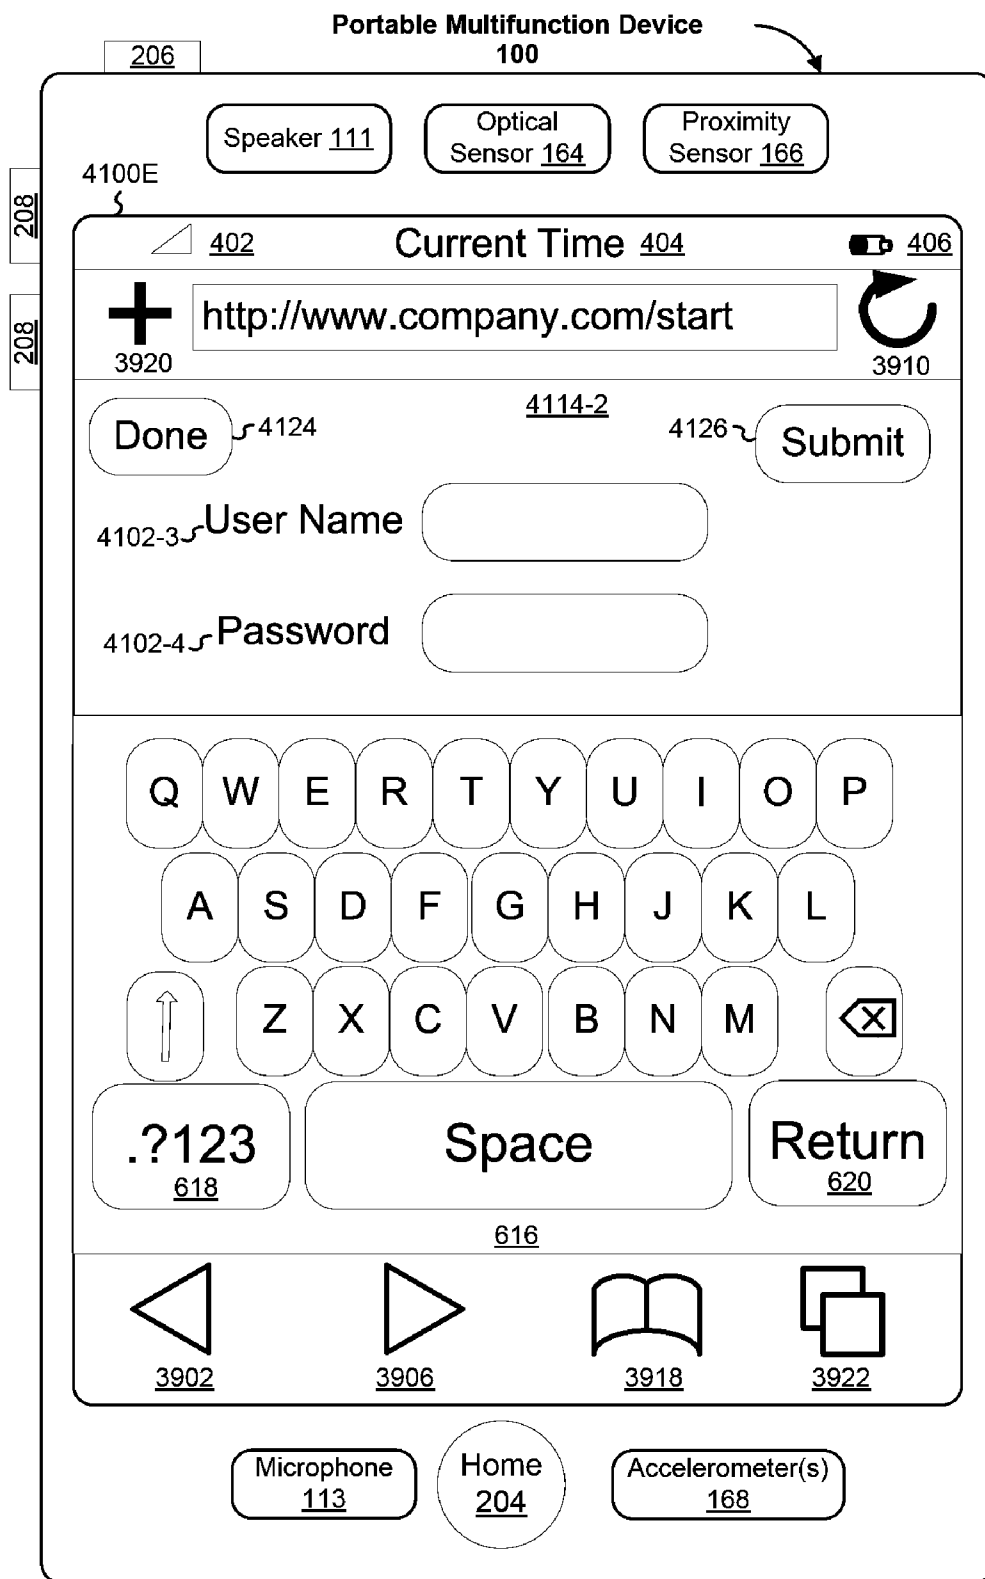 Portable Multifunction Device
100
206
Speaker 111
Optical
Sensor 164
Proximity
Sensor 166
208
208
4100E
402
Current Time 404
406
3920
http://www.company.com/start
3910
4114-2
Done
4124
4126
Submit
4102-3
User Name
4102-4
Password
Q W E R T Y U I O P
A S D F G H J K L
Z X C V B N M
.?123
618
Space
Return
620
616
3902
3906
3918
3922
Microphone
113
Home
204
Accelerometer(s)
168